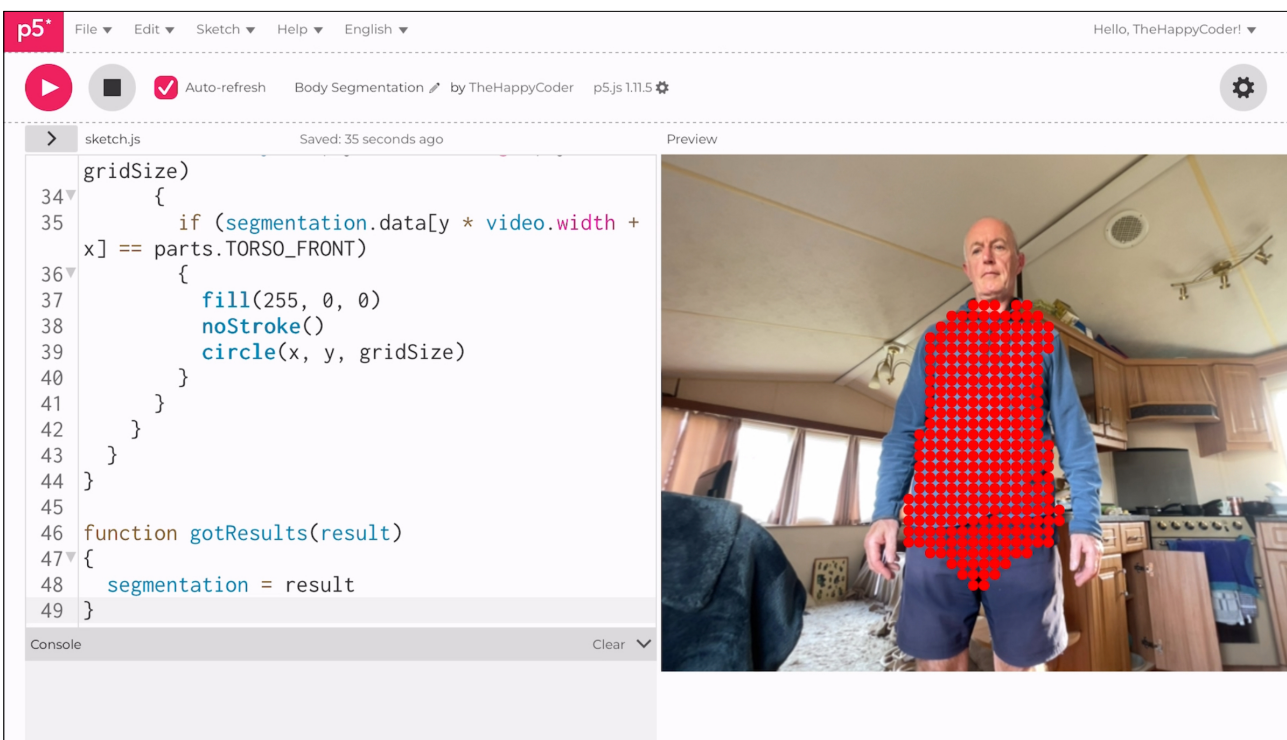 p5* File Edit Sketch Help English Hello, TheHappyCoder!
Auto-refresh Body Segmentation by TheHappyCoder p5.js 1.11.5
sketch.js Saved: 35 seconds ago Preview
gridSize)
34 {
35 if (segmentation.data[y * video.width +
x] == parts.TORSO_FRONT)
36 {
37 fill(255, 0, 0)
38 noStroke()
39 circle(x, y, gridSize)
40 }
41 }
42 }
43 }
44 }
45
46 function gotResults(result)
47 {
48 segmentation = result
49 }
Console Clear